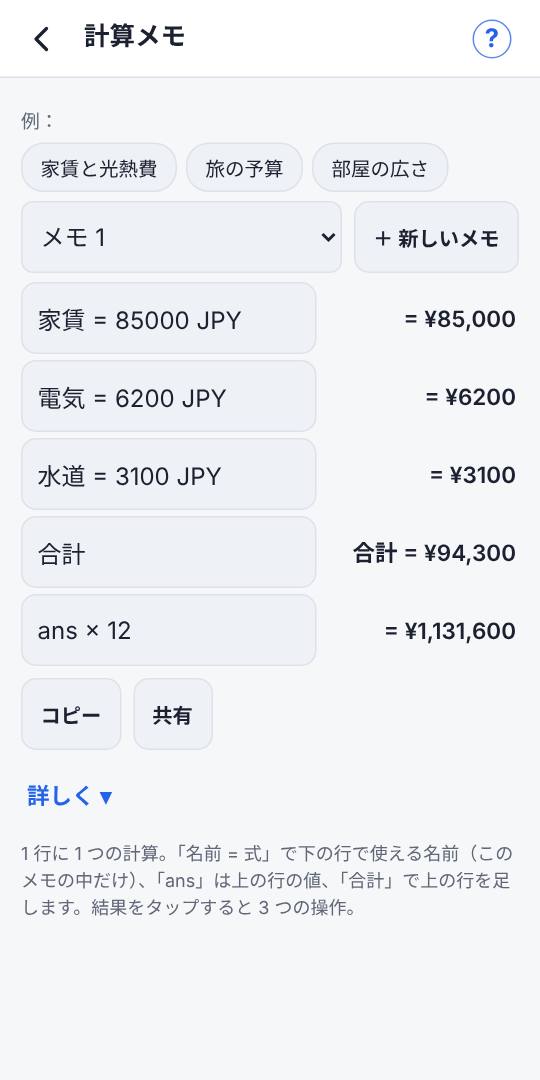 計算メモ
?
例：
家賃と光熱費
旅の予算
部屋の広さ
メモ 1
＋ 新しいメモ
家賃 = 85000 JPY
= ¥85,000
電気 = 6200 JPY
= ¥6200
水道 = 3100 JPY
= ¥3100
合計
合計 = ¥94,300
ans × 12
= ¥1,131,600
コピー
共有
詳しく ▾
1 行に 1 つの計算。「名前 = 式」で下の行で使える名前（この
メモの中だけ）、「ans」は上の行の値、「合計」で上の行を足
します。結果をタップすると 3 つの操作。